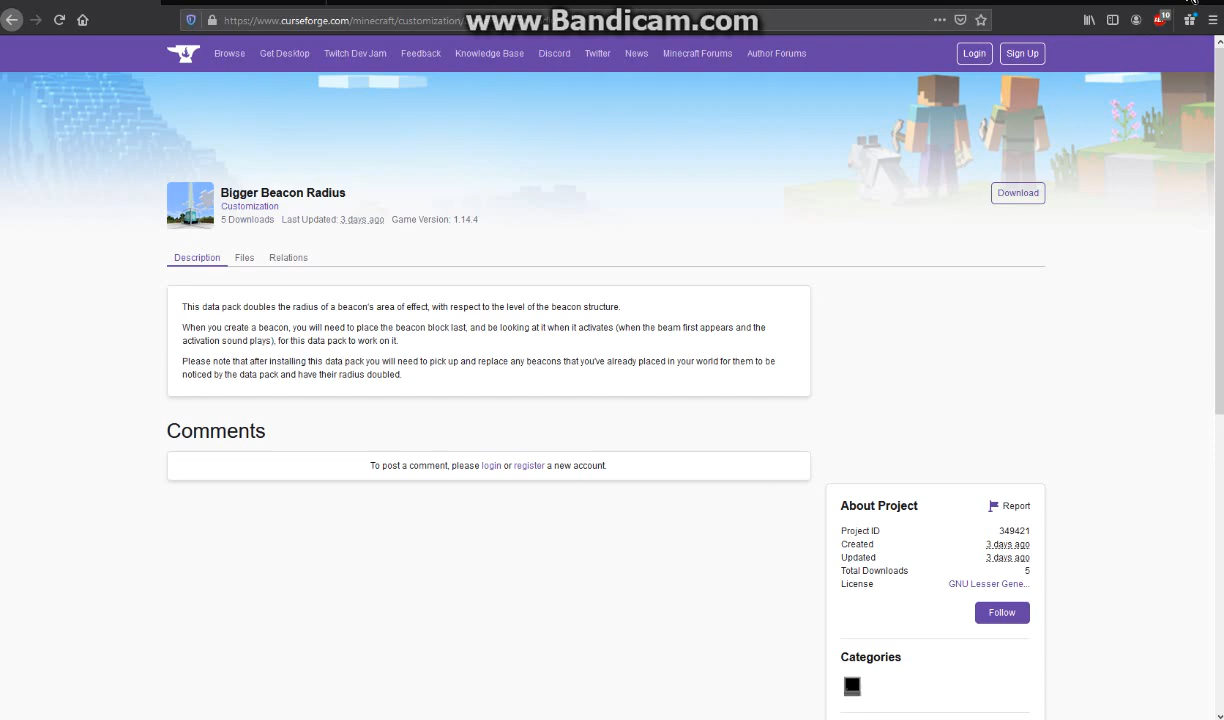 https://www.curseforge.com/minecraft/customization/
www.Bandicam.com
10
Browse Get Desktop Twitch Dev Jam Feedback Knowledge Base Discord Twitter News Minecraft Forums Author Forums Login Sign Up
Bigger Beacon Radius
Customization
5 Downloads Last Updated: 3 days ago Game Version: 1.14.4
Download
Description Files Relations
This data pack doubles the radius of a beacon's area of effect, with respect to the level of the beacon structure.
When you create a beacon, you will need to place the beacon block last, and be looking at it when it activates (when the beam first appears and the
activation sound plays), for this data pack to work on it.
Please note that after installing this data pack you will need to pick up and replace any beacons that you've already placed in your world for them to be
noticed by the data pack and have their radius doubled.
Comments
To post a comment, please login or register a new account.
About Project Report
Project ID 349421
Created 3 days ago
Updated 3 days ago
Total Downloads 5
License GNU Lesser Gene...
Follow
Categories